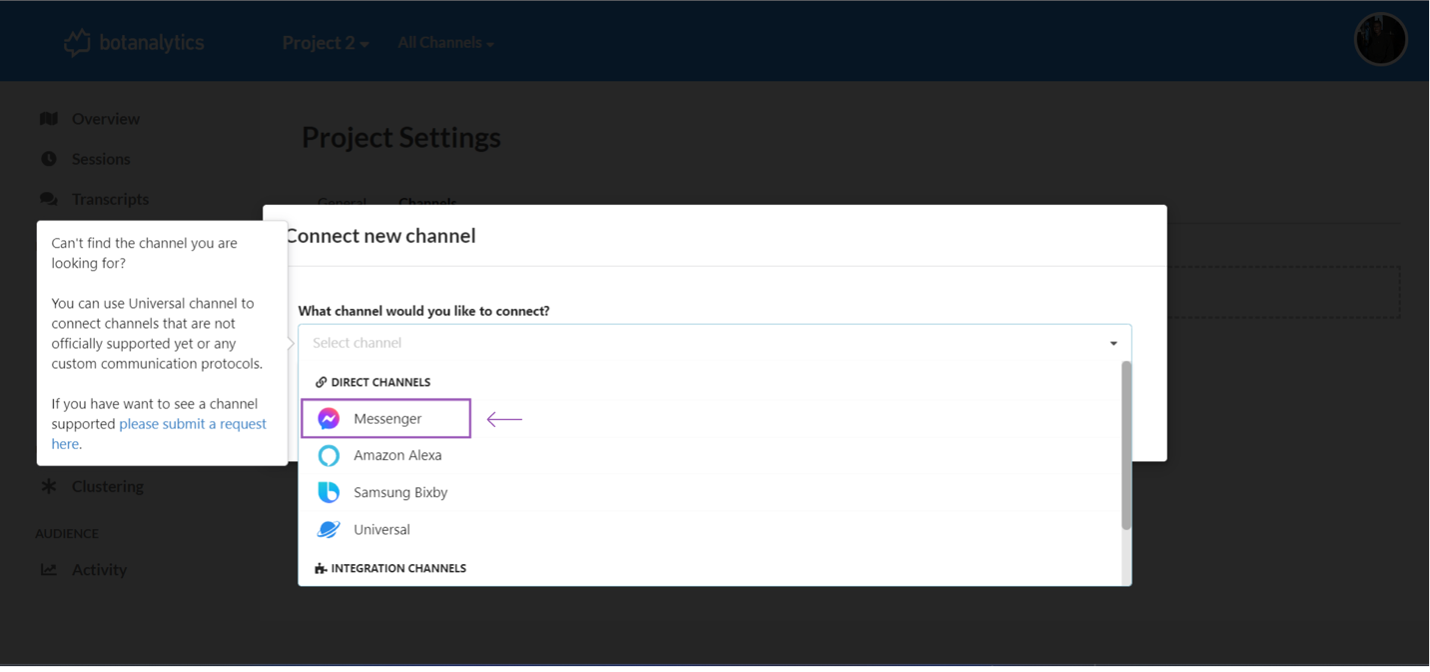 botanalytics
Project 2
All Channels
Overview
Sessions
Transcripts
Project Settings
General
Channels
Can't find the channel you are
looking for?
You can use Universal channel to
connect channels that are not
officially supported yet or any
custom communication protocols.
If you have want to see a channel
supported please submit a request
here.
Clustering
AUDIENCE
Activity
Connect new channel
What channel would you like to connect?
Select channel
DIRECT CHANNELS
Messenger
Amazon Alexa
Samsung Bixby
Universal
INTEGRATION CHANNELS